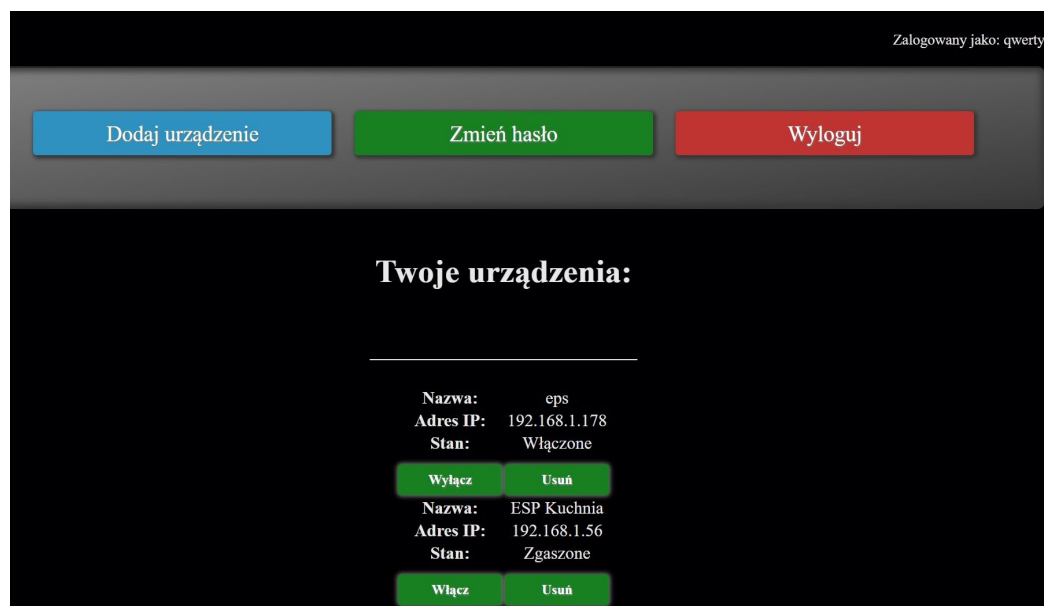 Zalogowany jako: qwerty
Dodaj urządzenie Zmień hasło Wyloguj
Twoje urządzenia:
Nazwa: eps
Adres IP: 192.168.1.178
Stan: Włączone
Wyłącz Usuń
Nazwa: ESP Kuchnia
Adres IP: 192.168.1.56
Stan: Zgaszone
Włącz Usuń